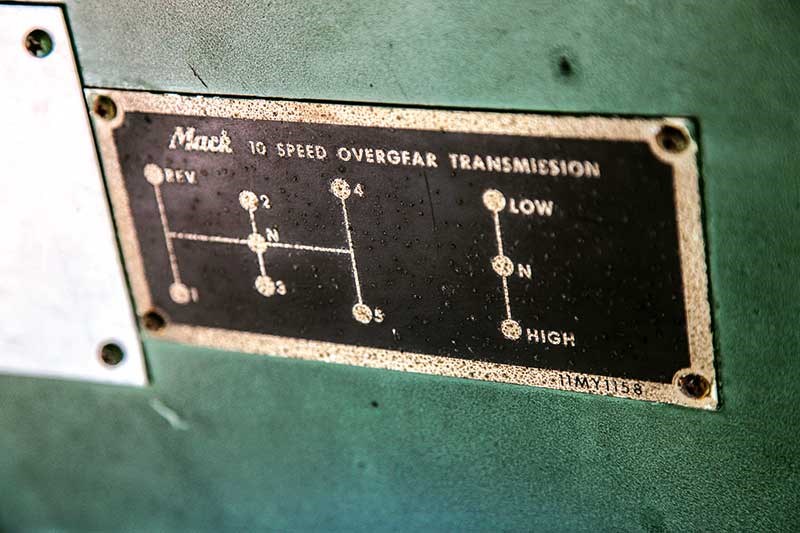 Mack 10 SPEED OVERGEAR TRANSMISSION
REV. 2 4 LOW
N N
1 3 5 HIGH
11MY1158